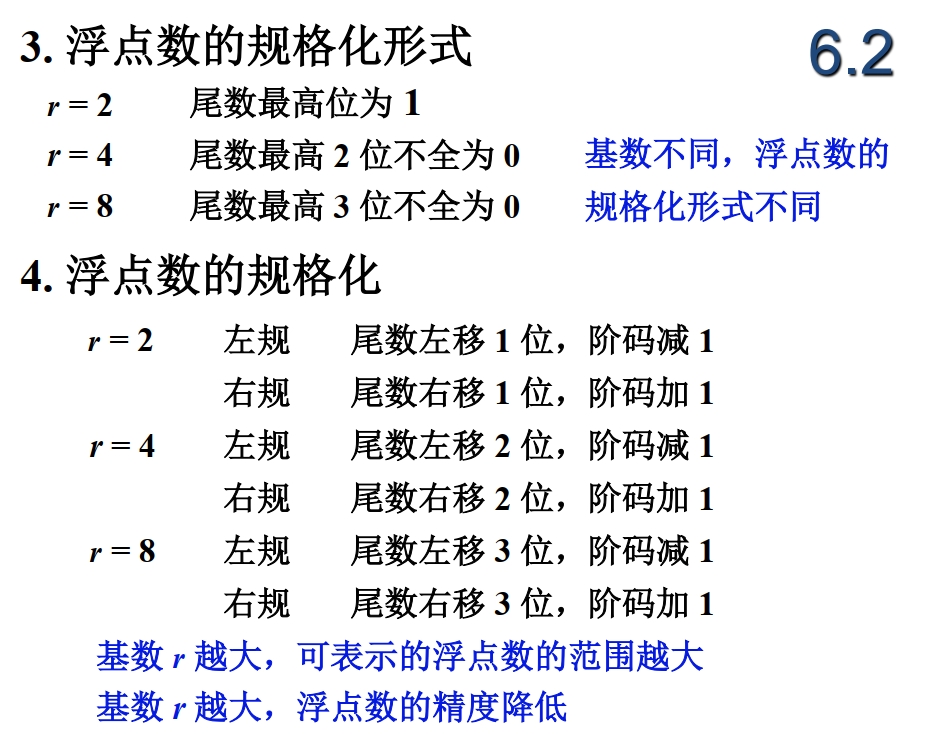 3. 浮点数的规格化形式
6.2
r = 2 尾数最高位为 1
r = 4 尾数最高 2 位不全为 0 基数不同，浮点数的
r = 8 尾数最高 3 位不全为 0 规格化形式不同
4. 浮点数的规格化
r = 2 左规 尾数左移 1 位，阶码减 1
右规 尾数右移 1 位，阶码加 1
r = 4 左规 尾数左移 2 位，阶码减 1
右规 尾数右移 2 位，阶码加 1
r = 8 左规 尾数左移 3 位，阶码减 1
右规 尾数右移 3 位，阶码加 1
基数 r 越大，可表示的浮点数的范围越大
基数 r 越大，浮点数的精度降低